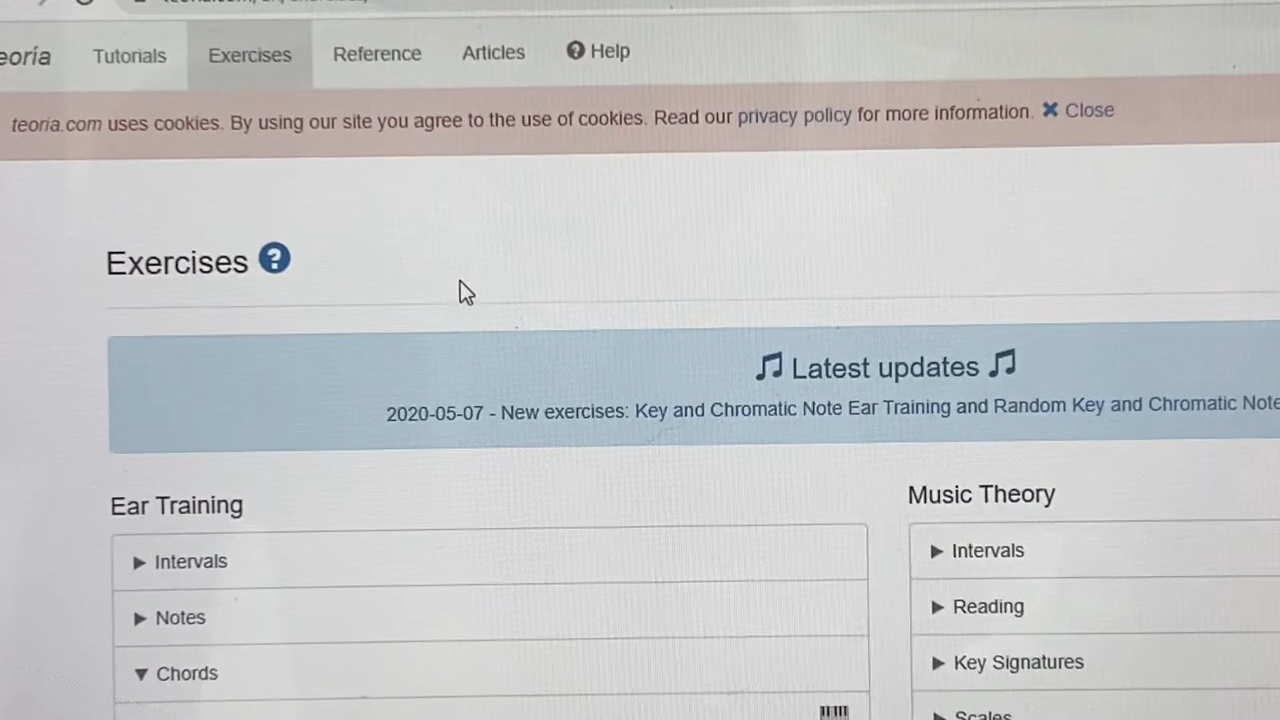 eoría Tutorials Exercises Reference Articles Help
teoria.com uses cookies. By using our site you agree to the use of cookies. Read our privacy policy for more information. Close
Exercises
Latest updates
2020-05-07 - New exercises: Key and Chromatic Note Ear Training and Random Key and Chromatic Note
Ear Training
Intervals
Notes
Chords
Music Theory
Intervals
Reading
Key Signatures
Scales